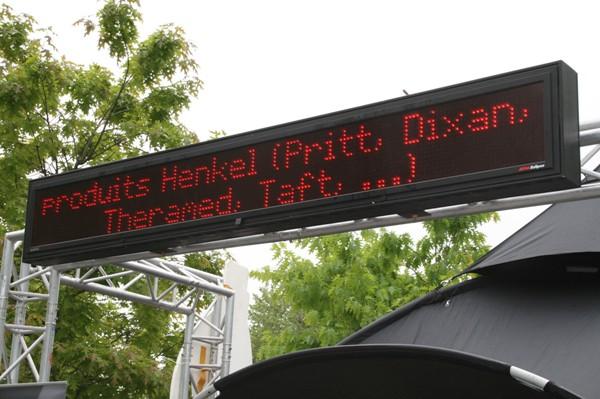 produits Henkel (Pritt, Dixan,
Theramed, Taft, ...)